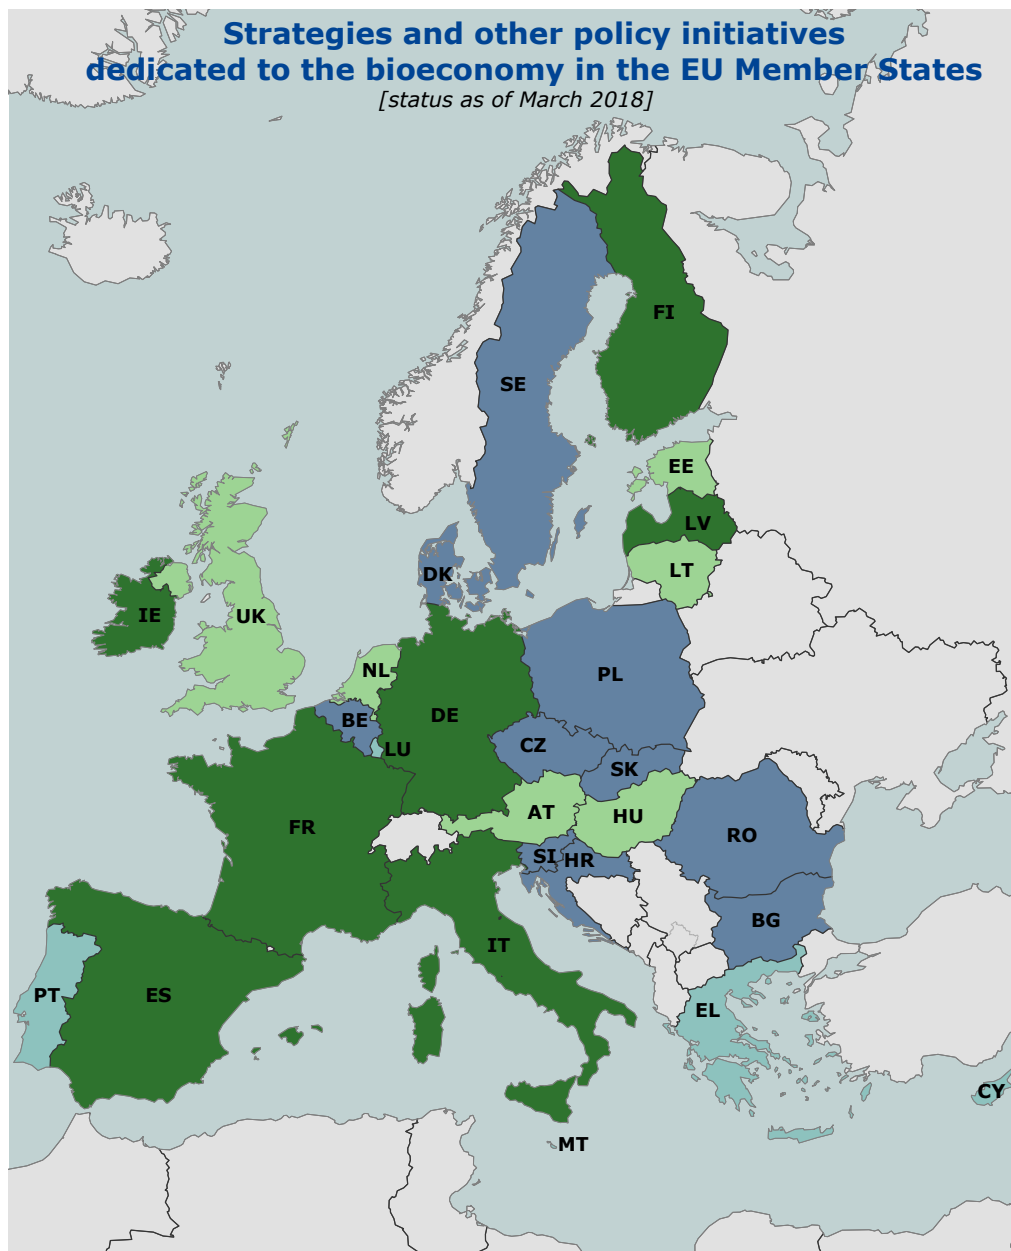 Strategies and other policy initiatives
dedicated to the bioeconomy in the EU Member States
[status as of March 2018]
FI
SE
EE
LV
LT
DK
IE
UK
NL
PL
BE
DE
LU
CZ
SK
AT
HU
FR
RO
SI
HR
BG
IT
PT
ES
EL
CY
MT